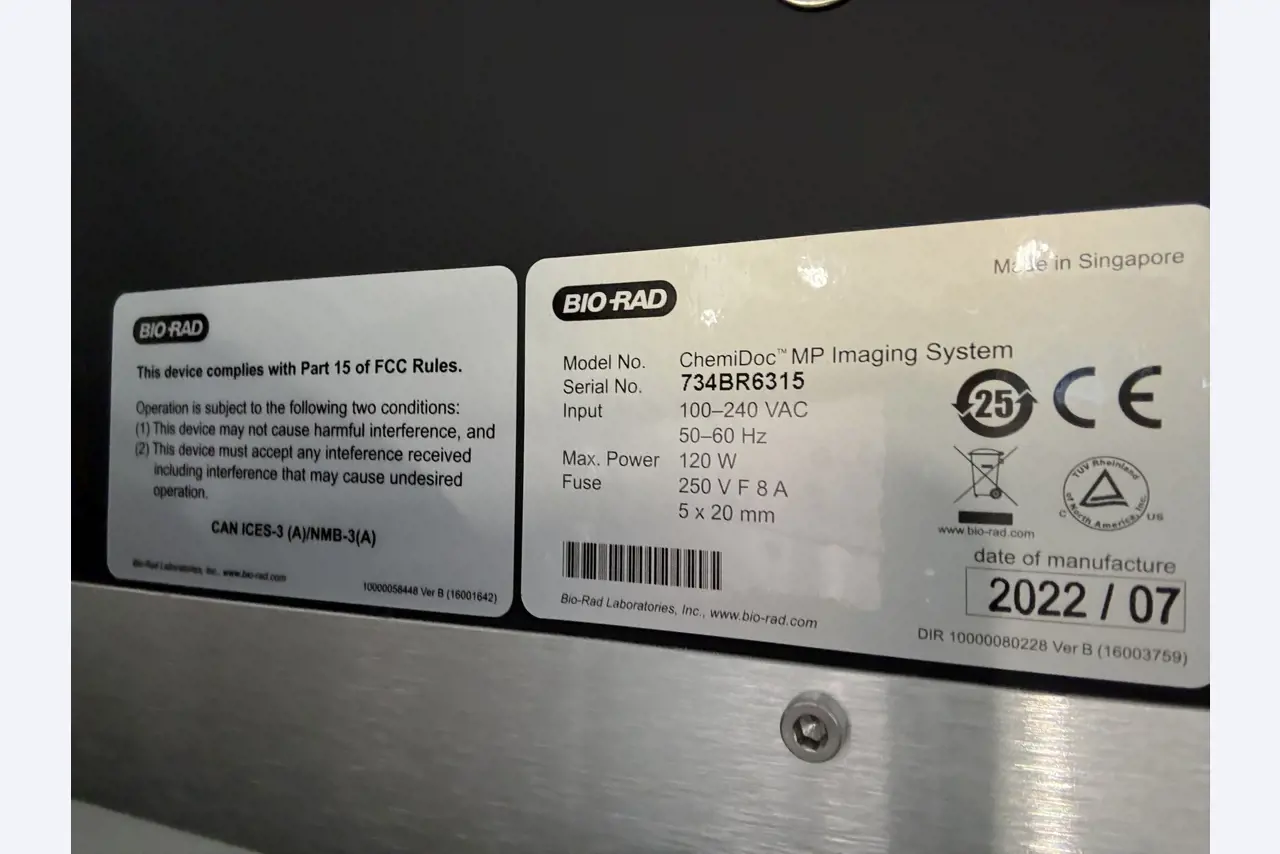 BIO-RAD
This device complies with Part 15 of FCC Rules.
Operation is subject to the following two conditions:
(1) This device may not cause harmful interference, and
(2) This device must accept any inteference received
including interference that may cause undesired
operation.
CAN ICES-3 (A)/NMB-3(A)
Bio-Rad Laboratories, Inc., www.bio-rad.com
10000058448 Ver B (16001642)
Made in Singapore
BIO-RAD
Model No. ChemiDoc™ MP Imaging System
Serial No. 734BR6315
Input 100–240 VAC
50–60 Hz
Max. Power 120 W
Fuse 250 V F 8 A
5 x 20 mm
25 CE
TÜV Rheinland
of North America, Inc.
C US
www.bio-rad.com
date of manufacture
2022 / 07
Bio-Rad Laboratories, Inc., www.bio-rad.com
DIR 10000080228 Ver B (16003759)